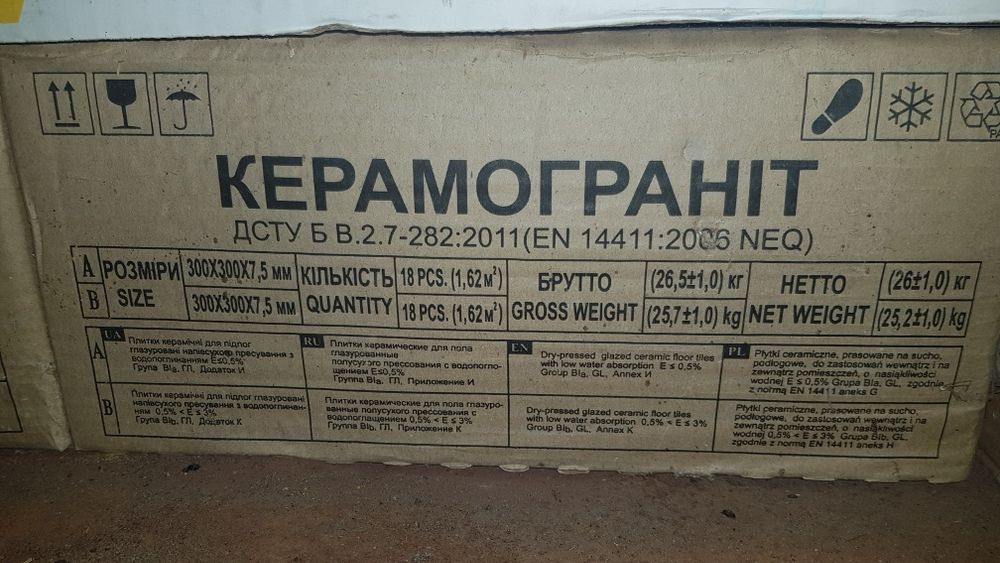 КЕРАМОГРАНІТ
ДСТУ Б В.2.7-282:2011(EN 14411:2006 NEQ)
A РОЗМІРИ 300X300X7,5 мм КІЛЬКІСТЬ 18 PCS. (1,62м²) БРУТТО (26,5±1,0) кг НЕТТО (26±1,0) кг
B SIZE 300X300X7,5 мм QUANTITY 18 PCS. (1,62м²) GROSS WEIGHT (25,7±1,0) kg NET WEIGHT (25,2±1,0) kg
A
UA
Плитки керамічні для підлог
глазуровані напівсухого пресування з
водопоглинанням E≤0,5%
Група BIа, ГЛ, Додаток И
RU
Плитки керамические для пола
глазурованные
полусухого прессования с водопогло-
щением E≤0,5%
Группа BIа, ГЛ, Приложение И
EN
Dry-pressed glazed ceramic floor tiles
with low water absorption E ≤ 0,5%
Group BIa, GL, Annex И
PL
Płytki ceramiczne, prasowane na sucho,
podłogowe, do zastosowań wewnętrz i na
zewnątrz pomieszczeń, o nasiąkliwości
wodnej E ≤ 0,5% Grupa BIa, GL, zgodnie
z normą EN 14411 aneks G
B
Плитки керамічні для підлог глазуровані
напівсухого пресування з водопоглинан-
ням 0,5% < E ≤ 3%
Група BIb, ГЛ, Додаток К
Плитки керамические для пола глазуро-
ванные полусухого прессования с
водопоглащением 0,5% < E ≤ 3%
Группа BIb, ГЛ, Приложение К
Dry-pressed glazed ceramic floor tiles
with low water absorption 0,5% < E ≤ 3%
Group BIb, GL, Annex K
Płytki ceramiczne, prasowane na sucho,
podłogowe, do zastosowań wewnątrz i na
zewnątrz pomieszczeń, o nasiąkliwości
wodnej 0,5% < E ≤ 3% Grupa BIb, GL,
zgodnie z normą EN 14411 aneks H